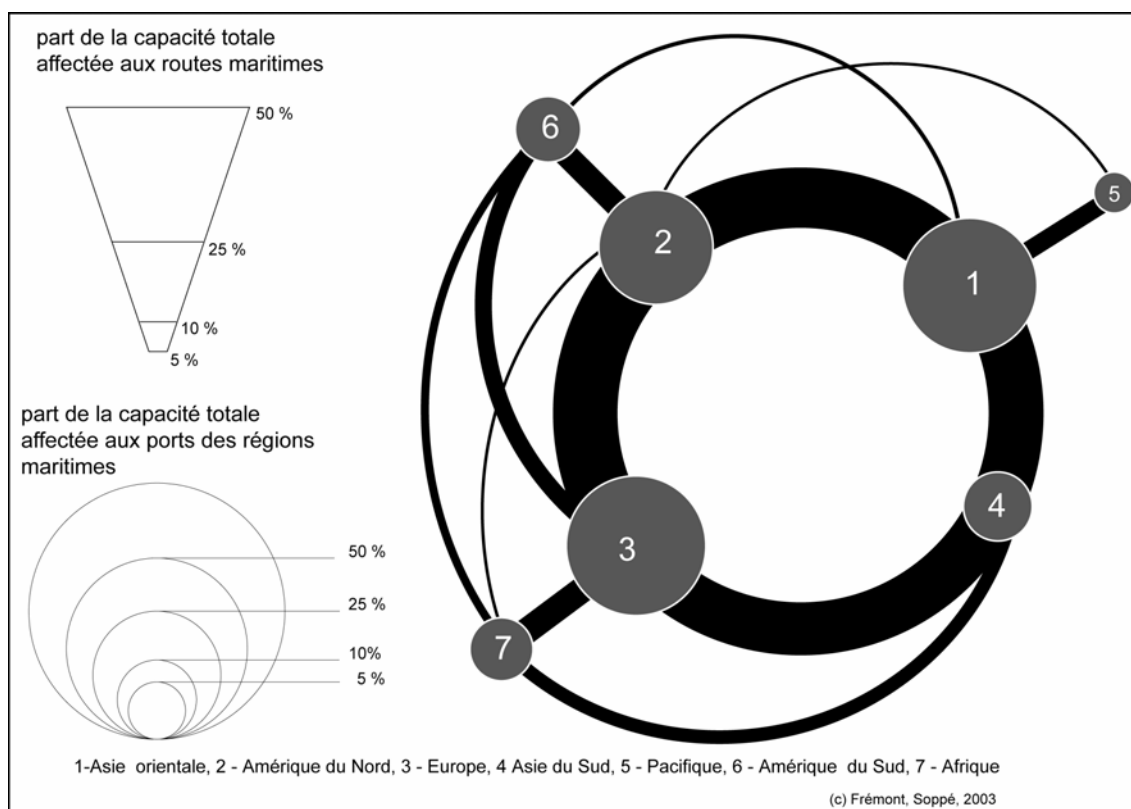 part de la capacité totale
affectée aux routes maritimes
50 %
25 %
10 %
5 %
part de la capacité totale
affectée aux ports des régions
maritimes
50 %
25 %
10%
5 %
6
5
2
1
4
3
7
1-Asie orientale, 2 - Amérique du Nord, 3 - Europe, 4 Asie du Sud, 5 - Pacifique, 6 - Amérique du Sud, 7 - Afrique
(c) Frémont, Soppé, 2003